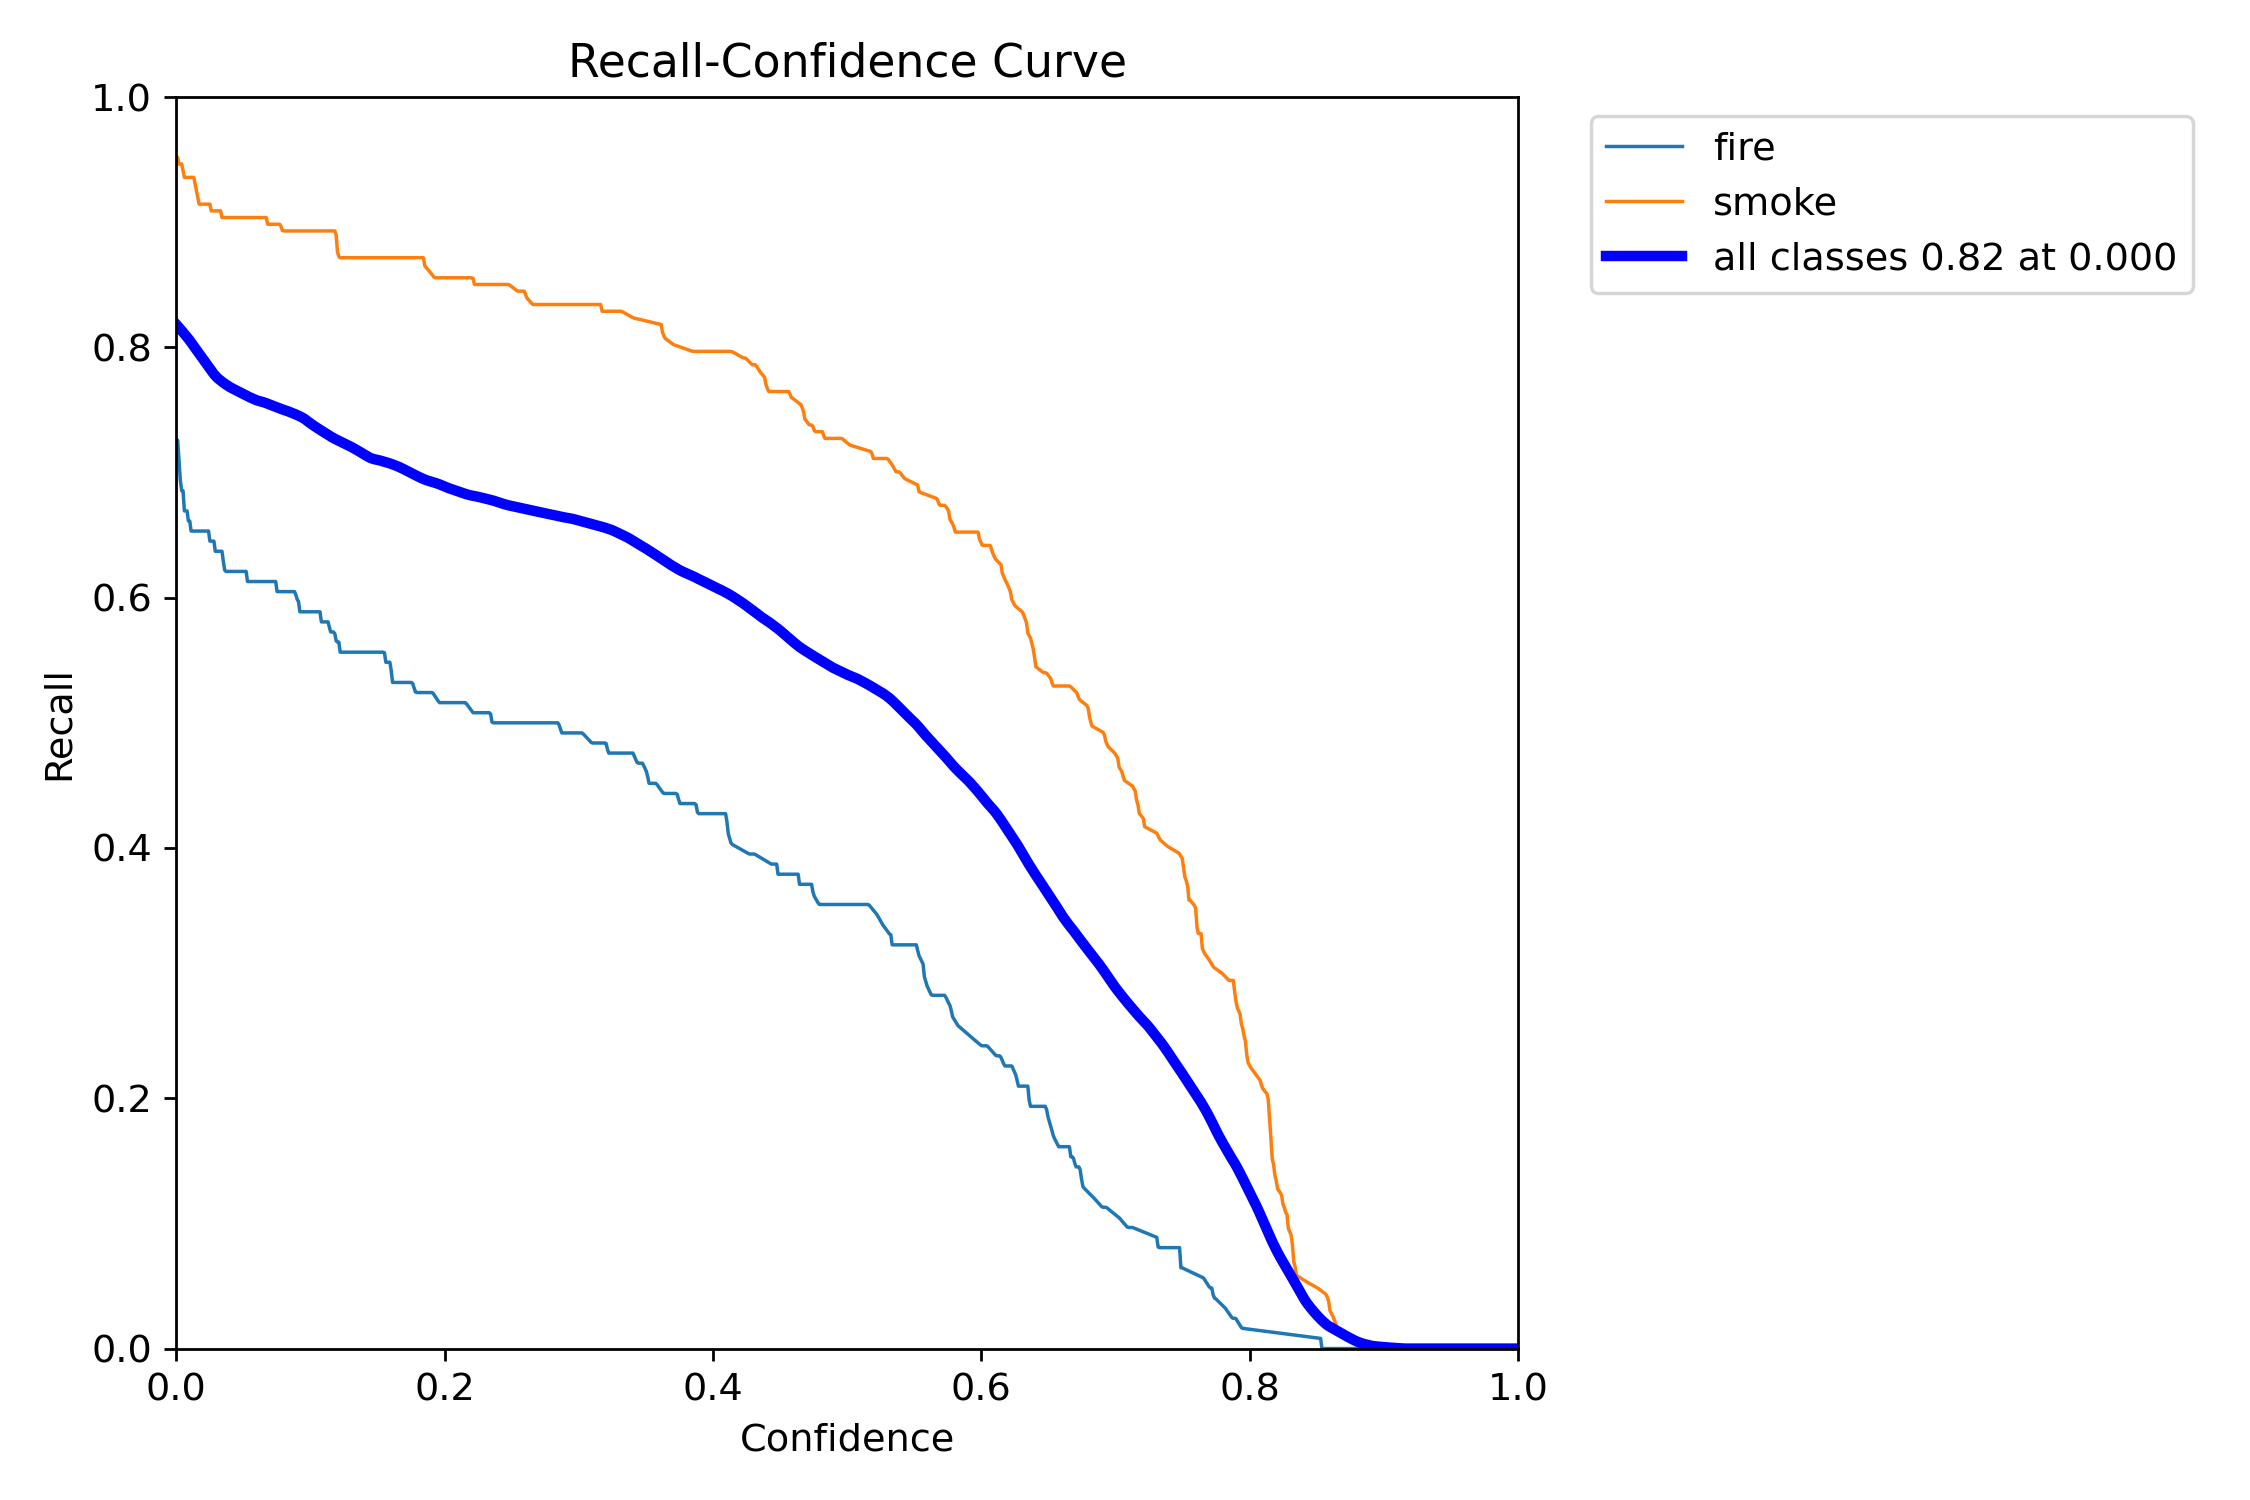 Recall-Confidence Curve
1.0
0.8
0.6
0.4
0.2
0.0
Recall
0.0 0.2 0.4 0.6 0.8 1.0
Confidence
fire
smoke
all classes 0.82 at 0.000